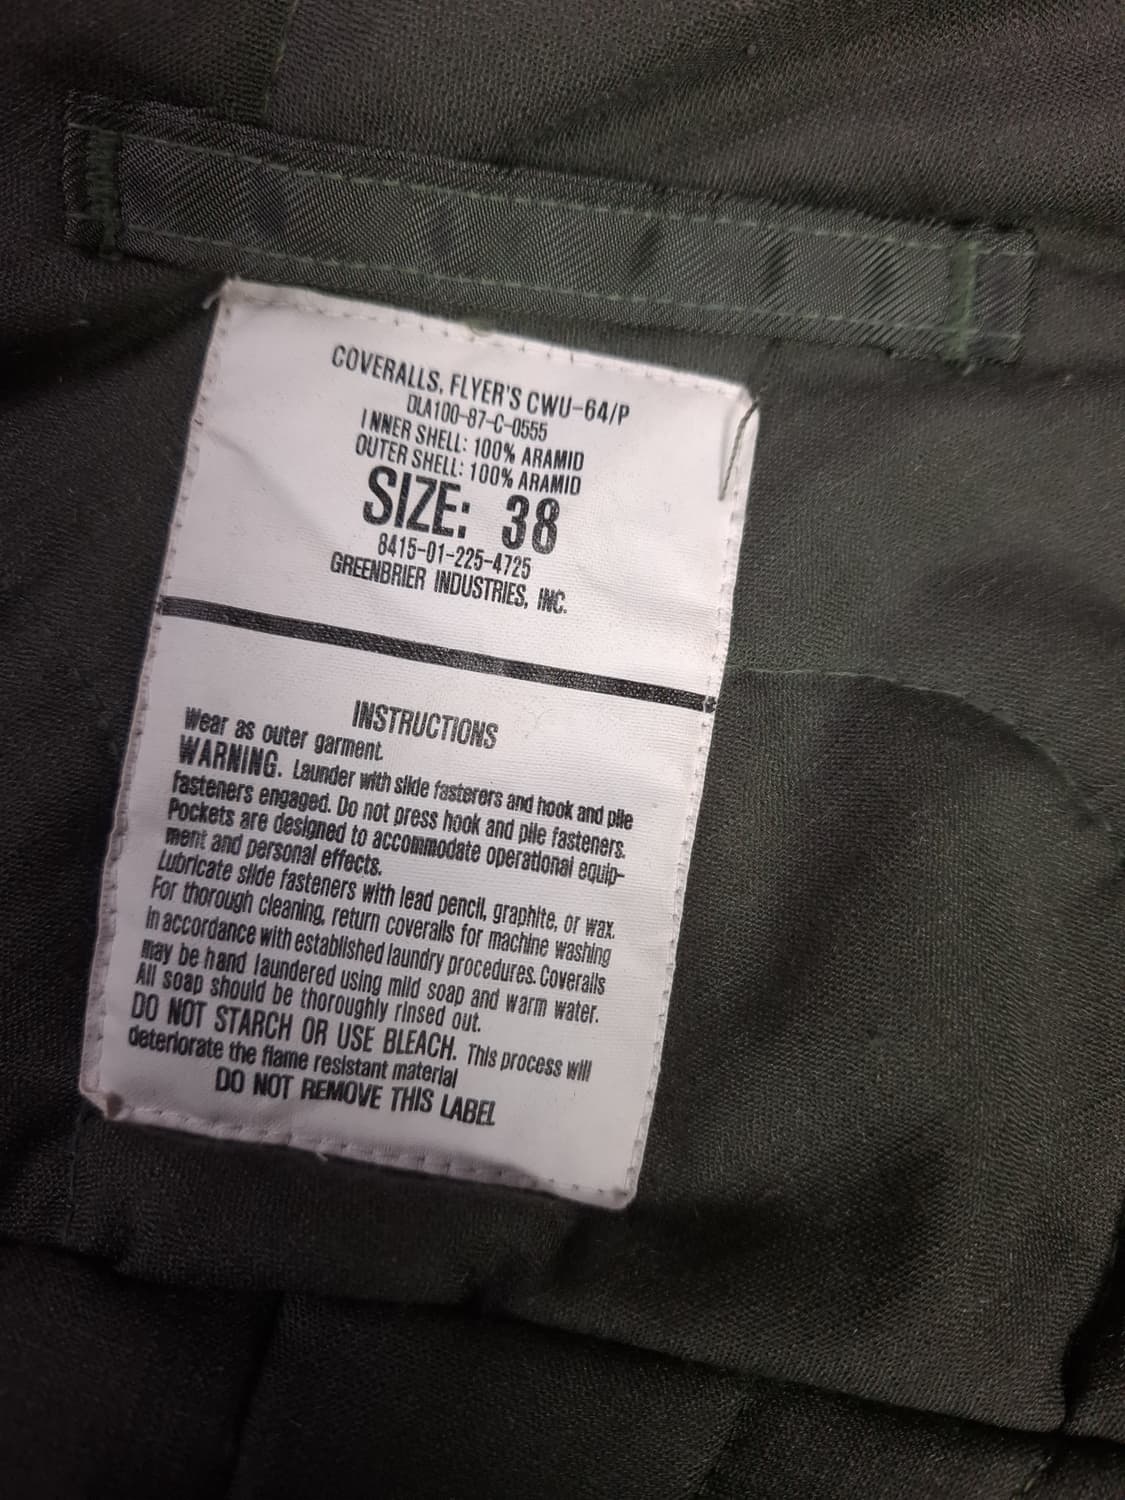 COVERALLS, FLYER'S CWU-64/P
DLA100-87-C-0555
INNER SHELL: 100% ARAMID
OUTER SHELL: 100% ARAMID
SIZE: 38
8415-01-225-4725
GREENBRIER INDUSTRIES, INC.
INSTRUCTIONS
Wear as outer garment.
WARNING. Launder with slide fasteners and hook and pile
fasteners engaged. Do not press hook and pile fasteners.
Pockets are designed to accommodate operational equip-
ment and personal effects.
Lubricate slide fasteners with lead pencil, graphite, or wax.
For thorough cleaning, return coveralls for machine washing
in accordance with established laundry procedures. Coveralls
may be hand laundered using mild soap and warm water.
All soap should be thoroughly rinsed out.
DO NOT STARCH OR USE BLEACH. This process will
deteriorate the flame resistant material
DO NOT REMOVE THIS LABEL